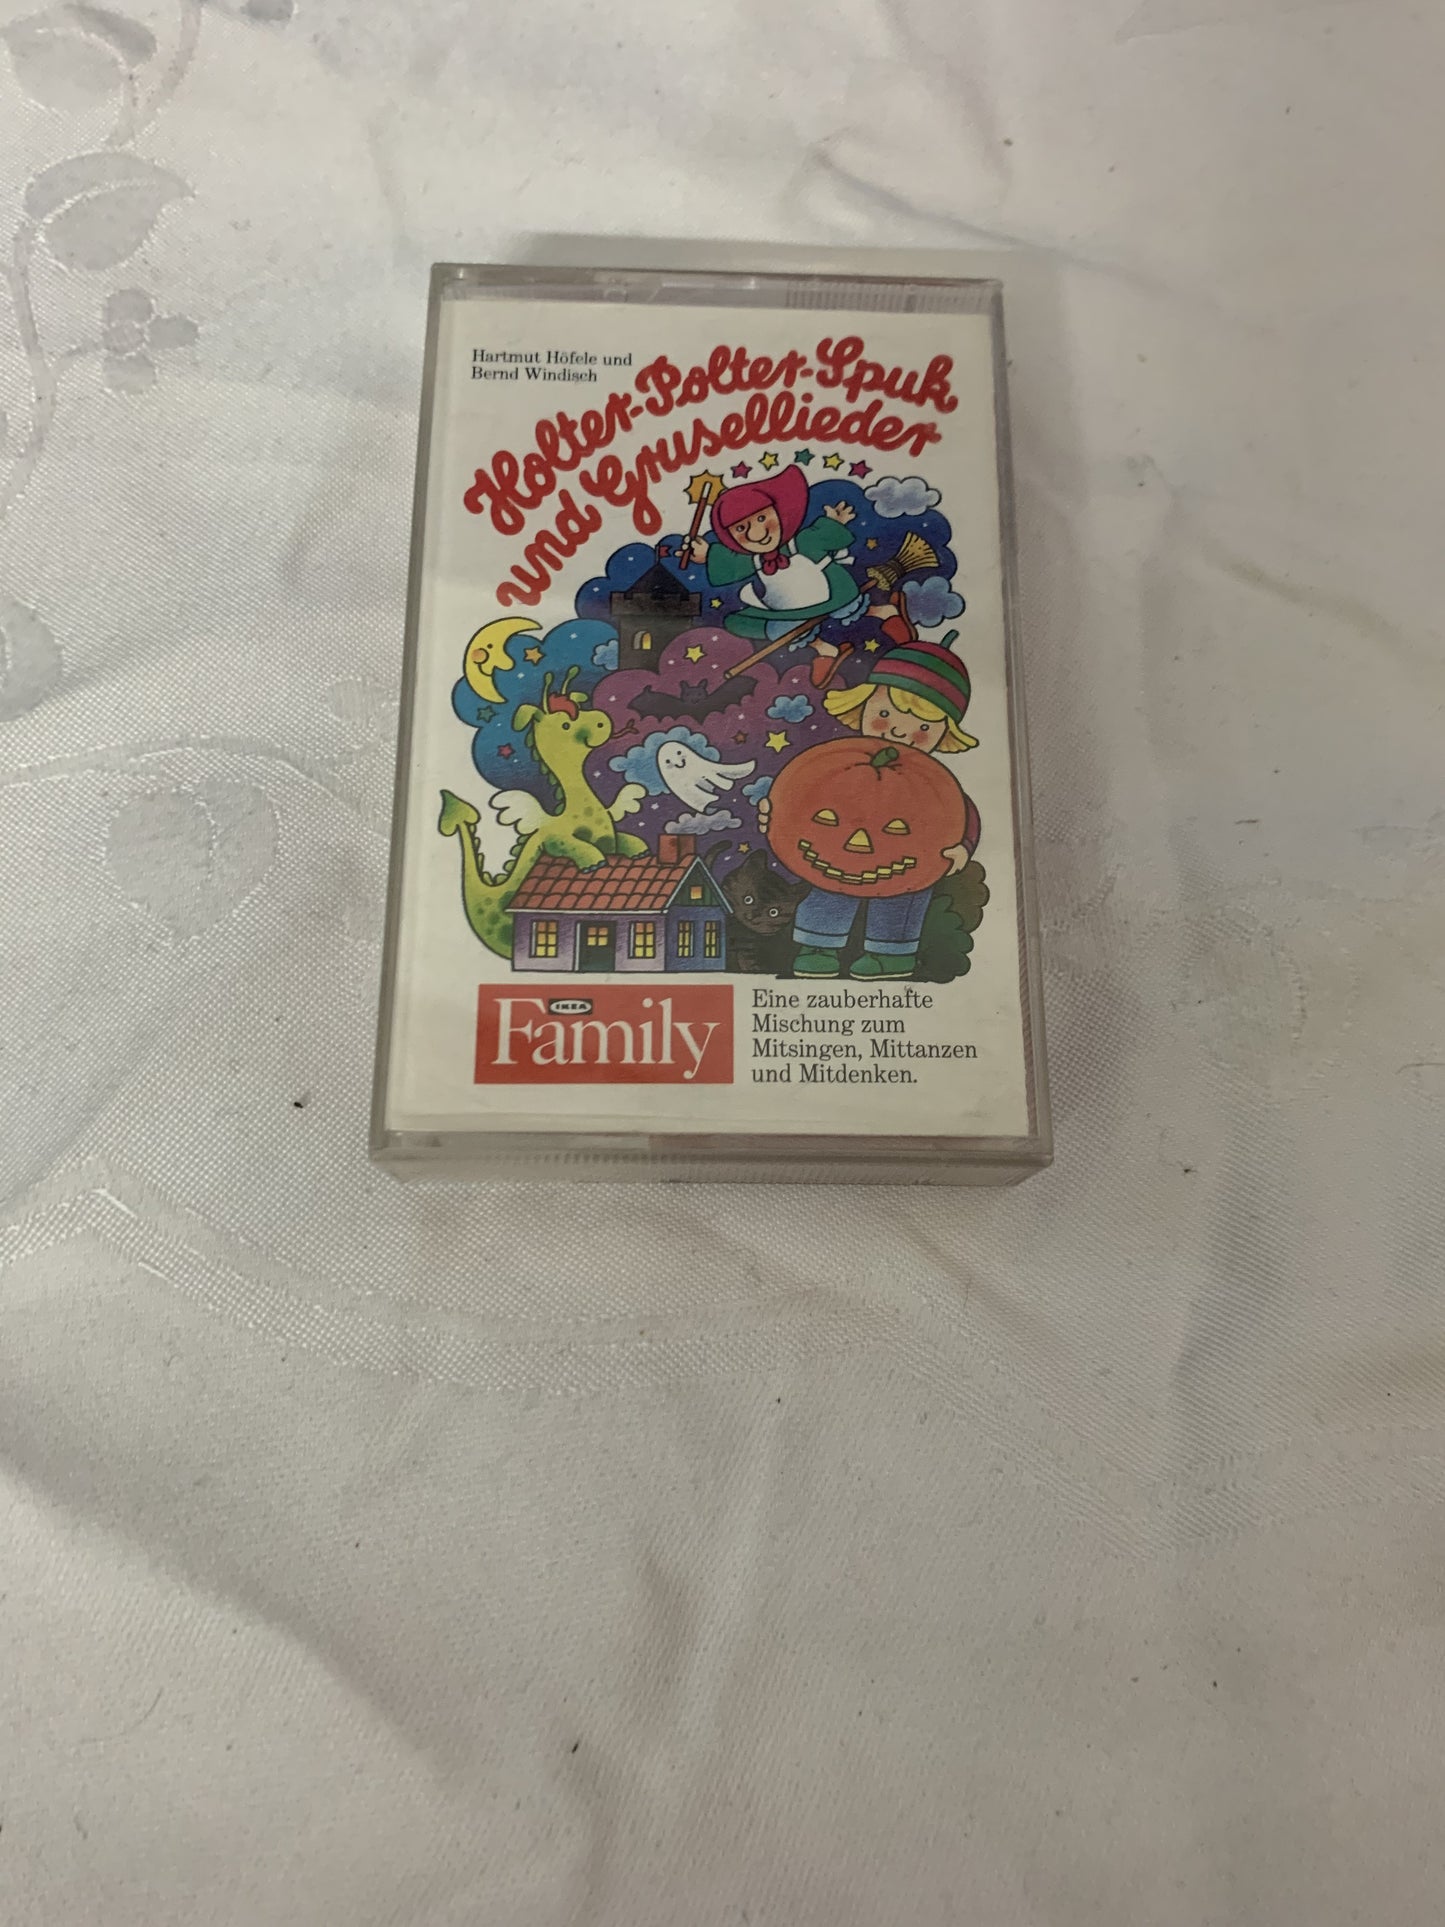 Hartmut Höfele und
Bernd Windisch
Holter-Polter-Spuk
und Grusellieder
IKEA
Family
Eine zauberhafte
Mischung zum
Mitsingen, Mittanzen
und Mitdenken.